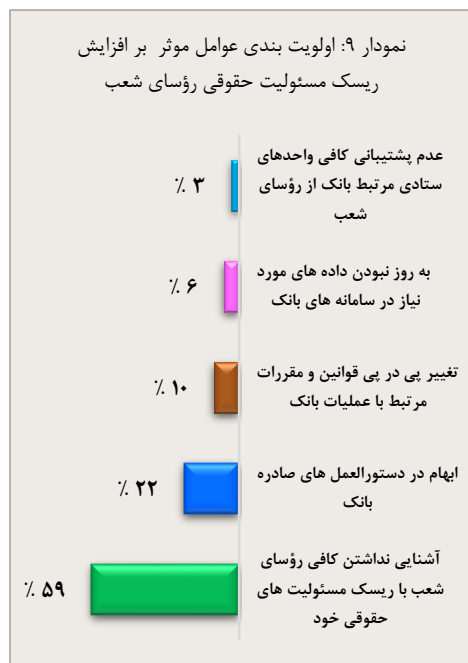 نمودار ۹: اولویت بندی عوامل موثر بر افزایش
ریسک مسئولیت حقوقی رؤسای شعب
عدم پشتیبانی کافی واحدهای
ستادی مرتبط بانک از رؤسای
شعب
۳ ٪
به روز نبودن داده های مورد
نیاز در سامانه های بانک
۶ ٪
تغییر پی در پی قوانین و مقررات
مرتبط با عملیات بانک
۱۰ ٪
ابهام در دستورالعمل های صادره
بانک
۲۲ ٪
آشنایی نداشتن کافی رؤسای
شعب با ریسک مسئولیت های
حقوقی خود
۵۹ ٪